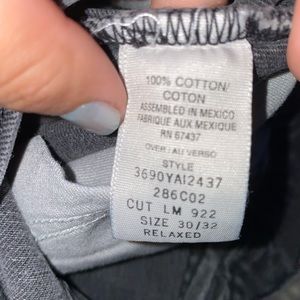 100% COTTON/
COTON
ASSEMBLED IN MEXICO
FABRIQUE AUX MEXIQUE
RN 67437
OVER/AU VERSO
STYLE
3690YAI2437
286C02
CUT LM 922
SIZE 30/32
RELAXED